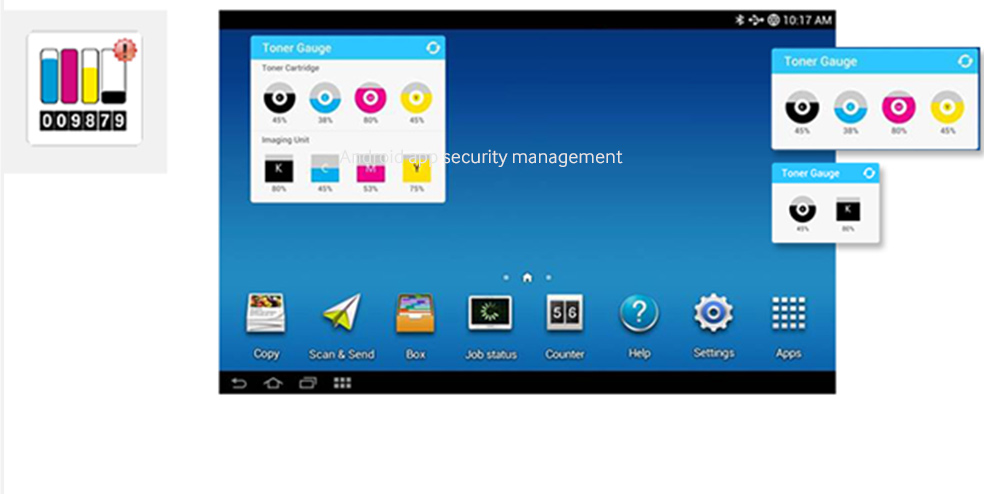 009879
10:17 AM
Toner Gauge
Toner Cartridge
45% 38% 80% 45%
Imaging Unit
Android app security management
K C M Y
80% 45% 53% 75%
Toner Gauge
45% 38% 80% 45%
Toner Gauge
K
45% 80%
56
?
Copy Scan & Send Box Job status Counter Help Settings Apps